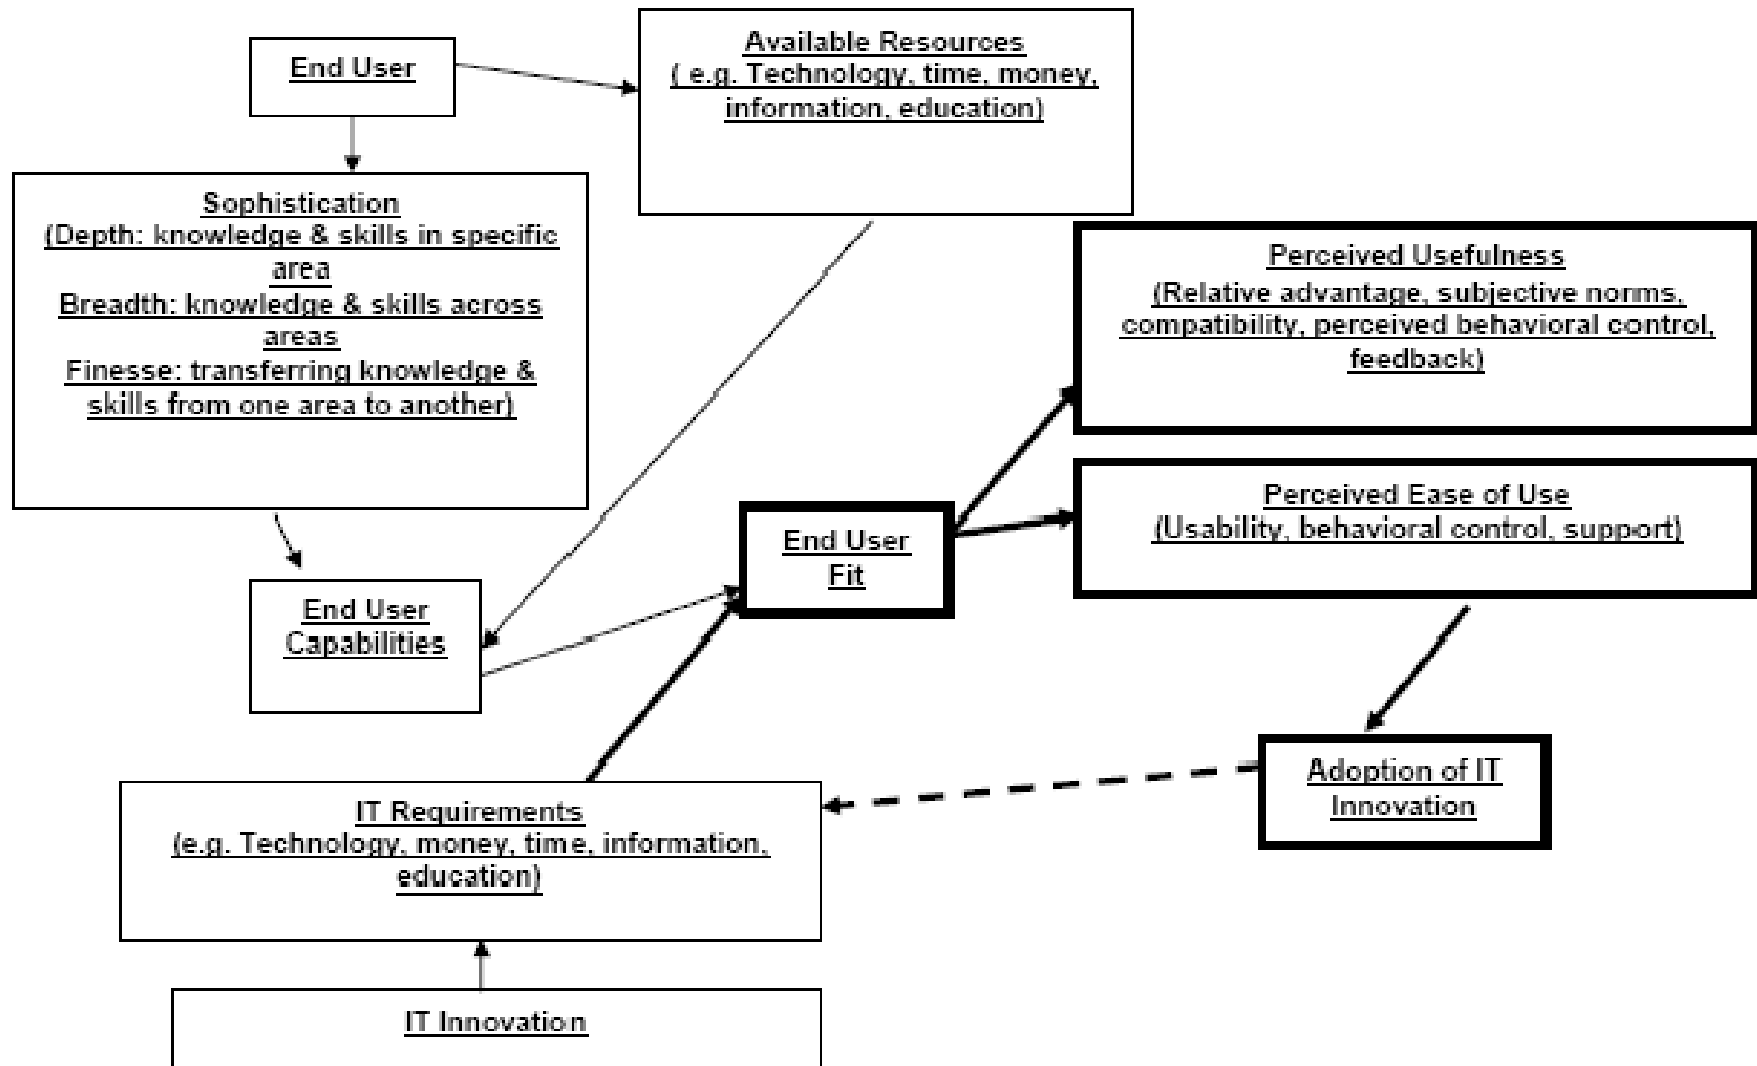 End User
Available Resources
( e.g. Technology, time, money,
information, education)
Sophistication
(Depth: knowledge & skills in specific
area
Breadth: knowledge & skills across
areas
Finesse: transferring knowledge &
skills from one area to another)
Perceived Usefulness
(Relative advantage, subjective norms,
compatibility, perceived behavioral control,
feedback)
Perceived Ease of Use
(Usability, behavioral control, support)
End User
Fit
End User
Capabilities
Adoption of IT
Innovation
IT Requirements
(e.g. Technology, money, time, information,
education)
IT Innovation